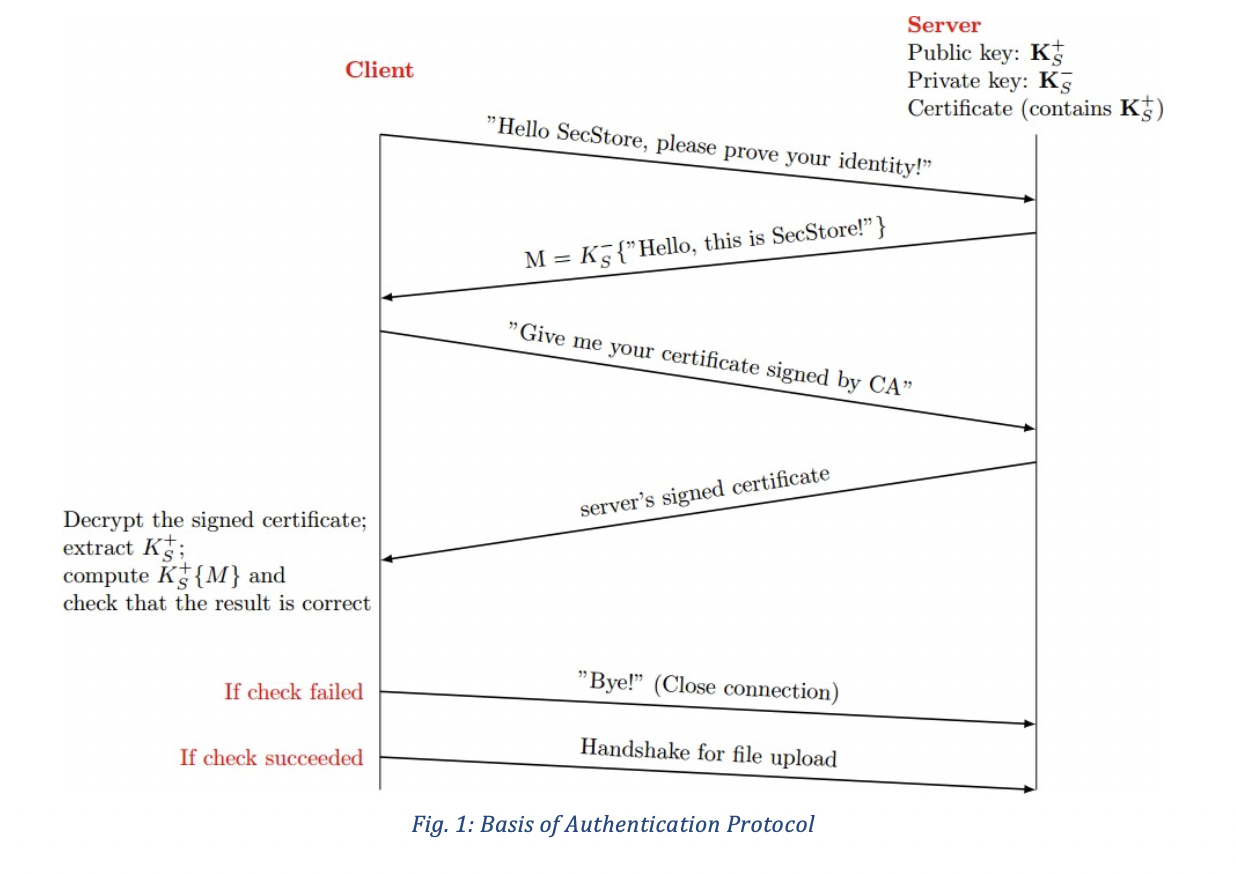 Server
Public key: K_S^+
Private key: K_S^-
Certificate (contains K_S^+)
Client
”Hello SecStore, please prove your identity!”
M = K_S^-{”Hello, this is SecStore!”}
”Give me your certificate signed by CA”
server’s signed certificate
Decrypt the signed certificate;
extract K_S^+;
compute K_S^+{M} and
check that the result is correct
If check failed
”Bye!” (Close connection)
If check succeeded
Handshake for file upload
Fig. 1: Basis of Authentication Protocol